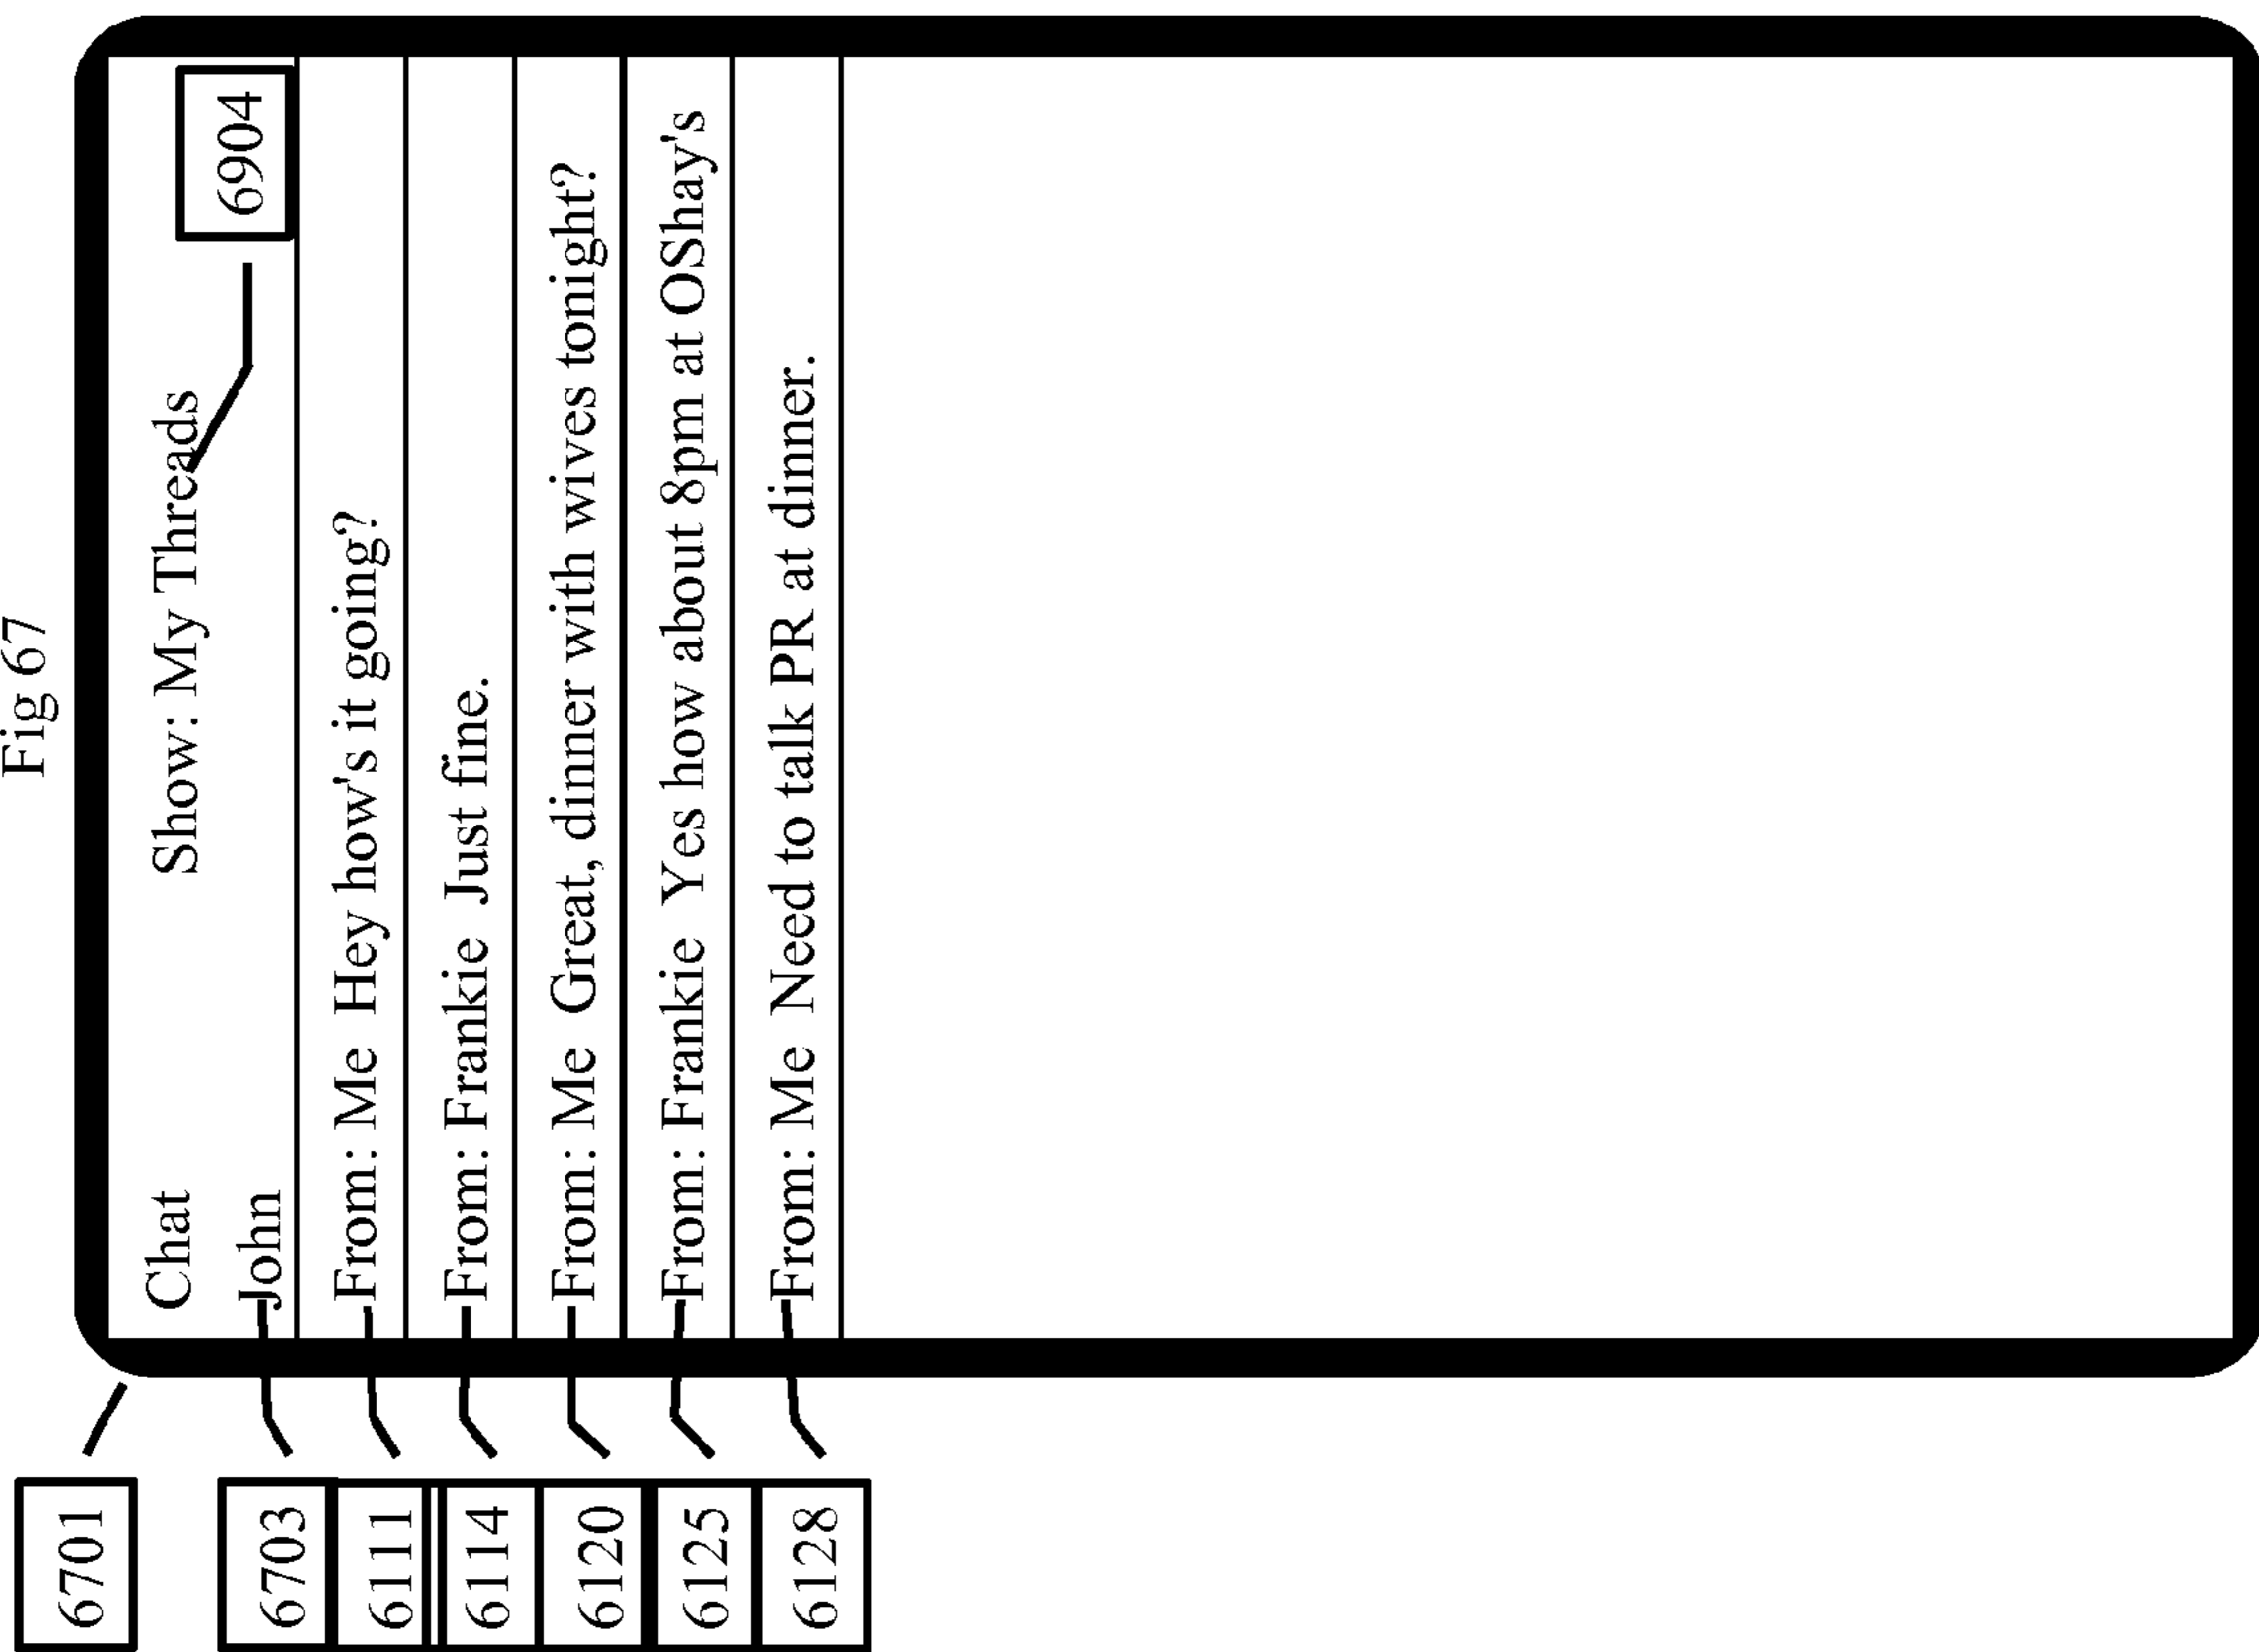 Fig 67
6701
Chat Show: My Threads
6703 John 6904
6111 From: Me Hey how's it going?
6114 From: Frankie Just fine.
6120 From: Me Great, dinner with wives tonight?
6125 From: Frankie Yes how about 8pm at OShay's
6128 From: Me Need to talk PR at dinner.